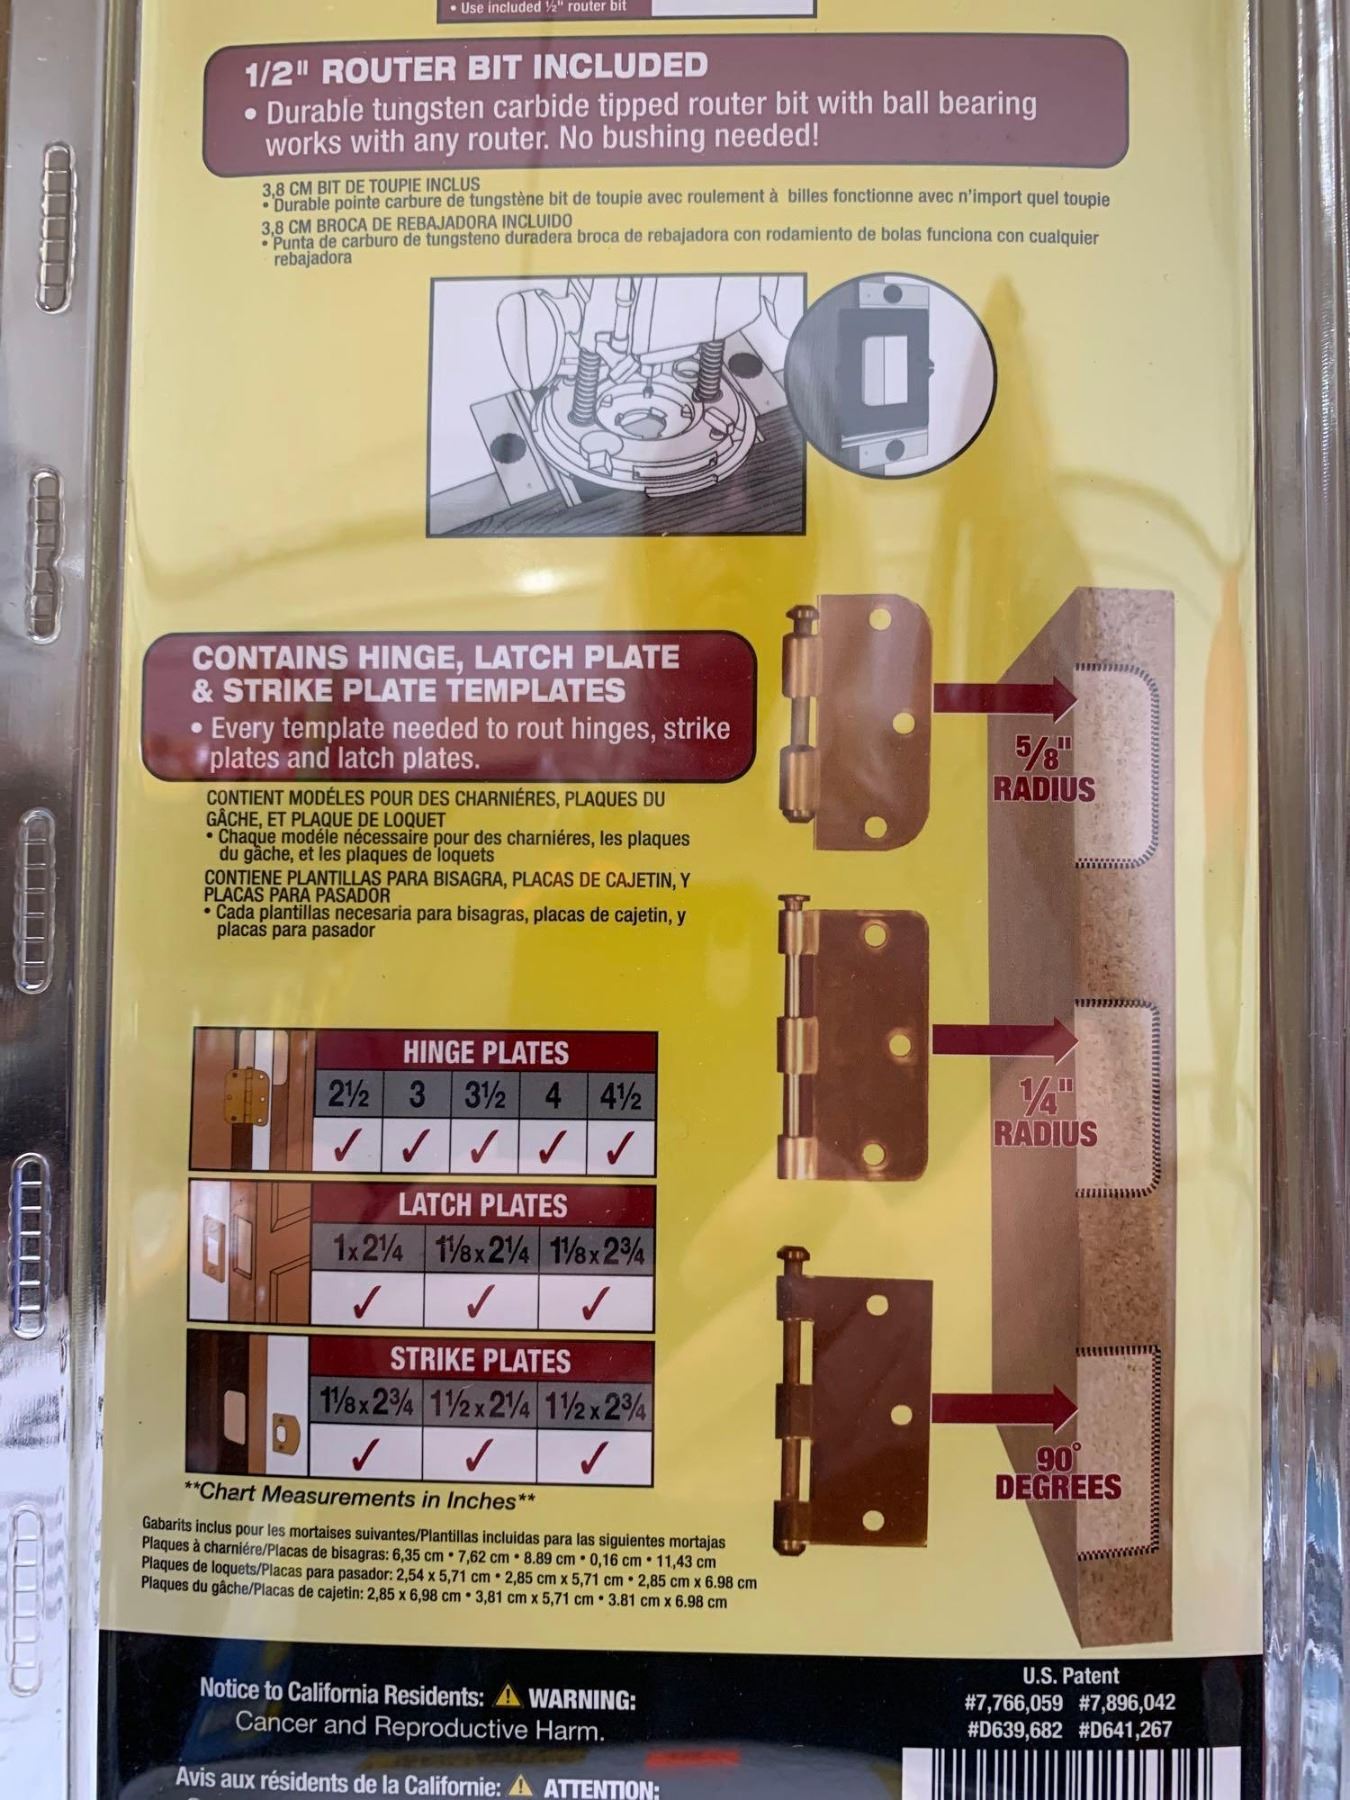 • Use included ½" router bit
1/2" ROUTER BIT INCLUDED
• Durable tungsten carbide tipped router bit with ball bearing
works with any router. No bushing needed!
3,8 CM BIT DE TOUPIE INCLUS
• Durable pointe carbure de tungstène bit de toupie avec roulement à billes fonctionne avec n'import quel toupie
3,8 CM BROCA DE REBAJADORA INCLUIDO
• Punta de carburo de tungsteno duradera broca de rebajadora con rodamiento de bolas funciona con cualquier
rebajadora
CONTAINS HINGE, LATCH PLATE
& STRIKE PLATE TEMPLATES
• Every template needed to rout hinges, strike
plates and latch plates.
CONTIENT MODÉLES POUR DES CHARNIÉRES, PLAQUES DU
GÂCHE, ET PLAQUE DE LOQUET
• Chaque modéle nécessaire pour des charniéres, les plaques
du gâche, et les plaques de loquets
CONTIENE PLANTILLAS PARA BISAGRA, PLACAS DE CAJETIN, Y
PLACAS PARA PASADOR
• Cada plantillas necesaria para bisagras, placas de cajetin, y
placas para pasador
5/8"
RADIUS
1/4"
RADIUS
90°
DEGREES
HINGE PLATES
2½ 3 3½ 4 4½
✓ ✓ ✓ ✓ ✓
LATCH PLATES
1x2¼ 1⅛x2¼ 1⅛x2¾
✓ ✓ ✓
STRIKE PLATES
1⅛x2¾ 1½x2¼ 1½x2¾
✓ ✓ ✓
**Chart Measurements in Inches**
Gabarits inclus pour les mortaises suivantes/Plantillas incluidas para las siguientes mortajas
Plaques à charniére/Placas de bisagras: 6,35 cm • 7,62 cm • 8.89 cm • 0,16 cm • 11,43 cm
Plaques de loquets/Placas para pasador: 2,54 x 5,71 cm • 2,85 cm x 5,71 cm • 2,85 cm x 6.98 cm
Plaques du gâche/Placas de cajetin: 2,85 x 6,98 cm • 3,81 cm x 5,71 cm • 3.81 cm x 6.98 cm
Notice to California Residents: ⚠ WARNING:
Cancer and Reproductive Harm.
Avis aux résidents de la Californie: ⚠ ATTENTION:
U.S. Patent
#7,766,059 #7,896,042
#D639,682 #D641,267